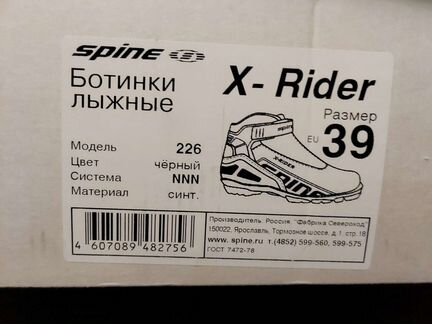 spine
Ботинки
лыжные
X-Rider
Размер
EU 39
Модель 226
Цвет чёрный
Система NNN
Материал синт.
spine
X-RIDER
SPINE
4 607089 482756
Производитель: Россия, "Фабрика Североход"
150022, Ярославль, Тормозное шоссе, д.1, стр.18
www.spine.ru т.(4852) 599-560, 599-575
ГОСТ 7472-78